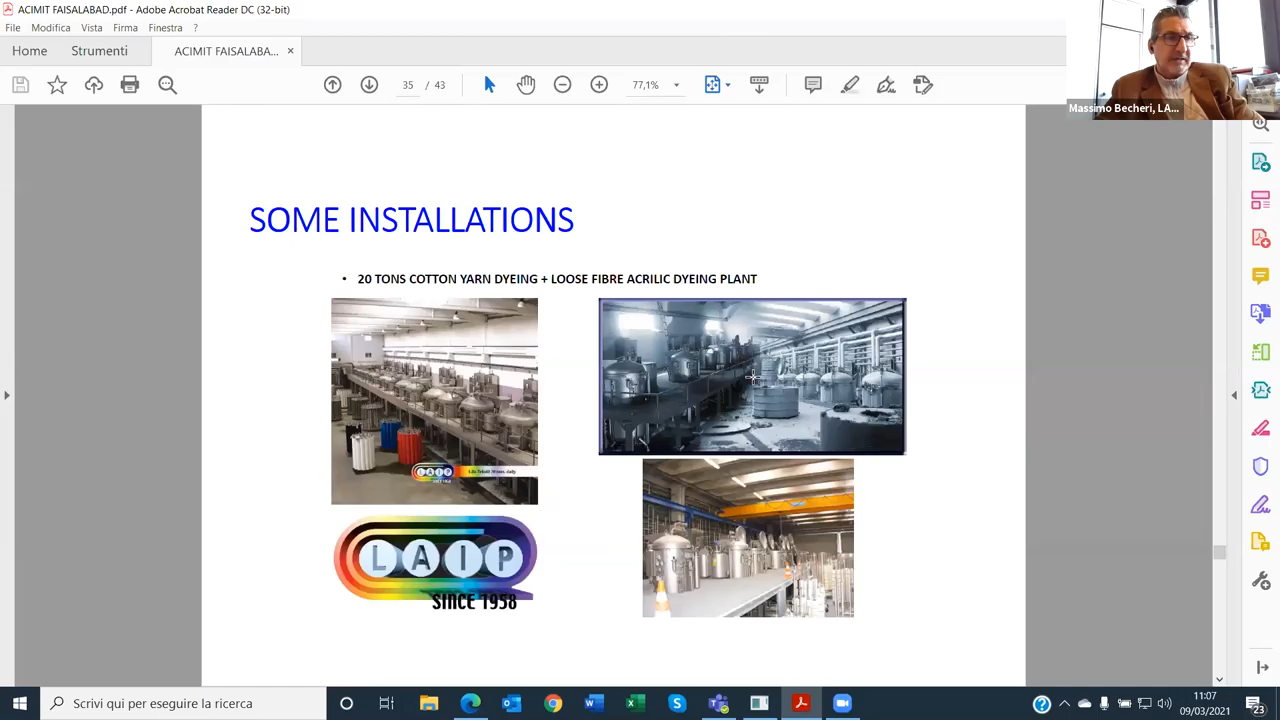 ACIMIT FAISALABAD.pdf - Adobe Acrobat Reader DC (32-bit)
File Modifica Vista Firma Finestra ?
Home Strumenti ACIMIT FAISALABA... ×
35 / 43 77,1%
Massimo Becheri, LA...
SOME INSTALLATIONS
• 20 TONS COTTON YARN DYEING + LOOSE FIBRE ACRILIC DYEING PLANT
LAIP
LAIP
SINCE 1958
Scrivi qui per eseguire la ricerca
11:07
09/03/2021
23